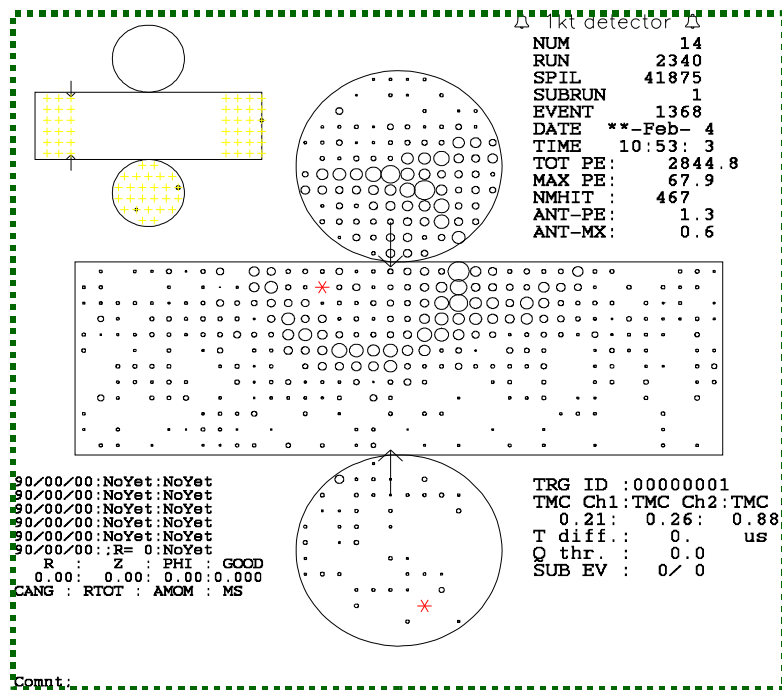 1kt detector
NUM 14
RUN 2340
SPIL 41875
SUBRUN 1
EVENT 1368
DATE **-Feb- 4
TIME 10:53: 3
TOT PE: 2844.8
MAX PE: 67.9
NMHIT : 467
ANT-PE: 1.3
ANT-MX: 0.6
90/00/00:NoYet:NoYet
90/00/00:NoYet:NoYet
90/00/00:NoYet:NoYet
90/00/00:NoYet:NoYet
90/00/00:NoYet:NoYet
90/00/00:;R= 0:NoYet
R : Z : PHI : GOOD
0.00: 0.00: 0.00:0.000
CANG : RTOT : AMOM : MS
TRG ID :00000001
TMC Ch1:TMC Ch2:TMC
0.21: 0.26: 0.88
T diff.: 0. us
Q thr. : 0.0
SUB EV : 0/ 0
Comnt;